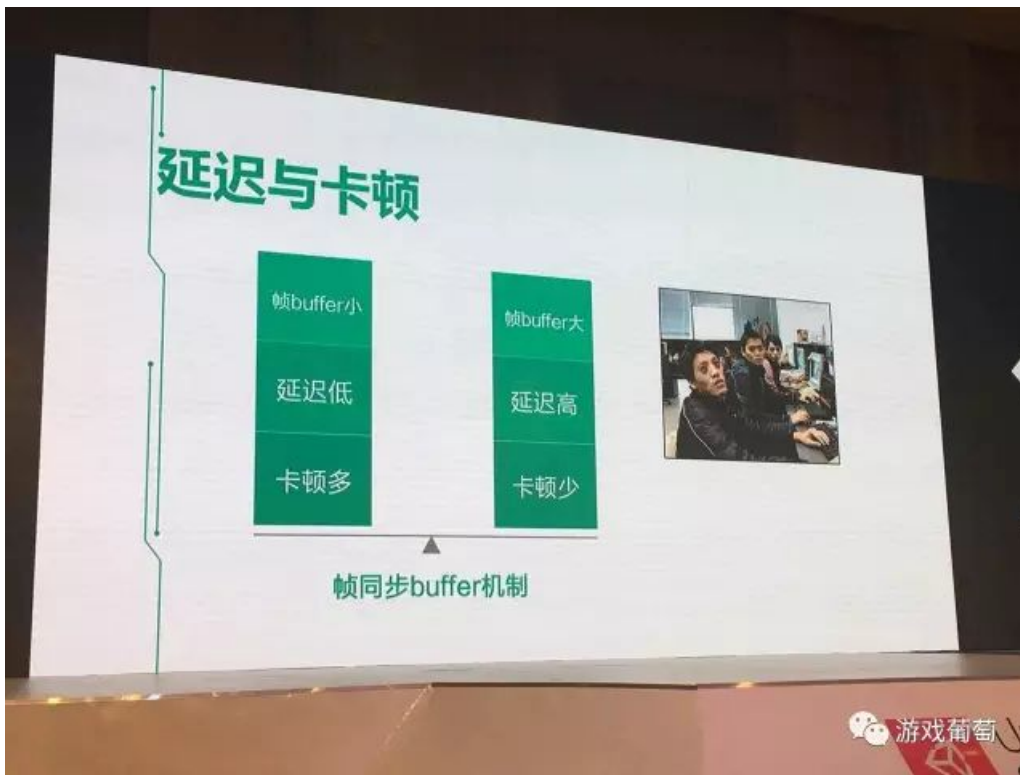 延迟与卡顿
帧buffer小
延迟低
卡顿多
帧buffer大
延迟高
卡顿少
帧同步buffer机制
游戏葡萄